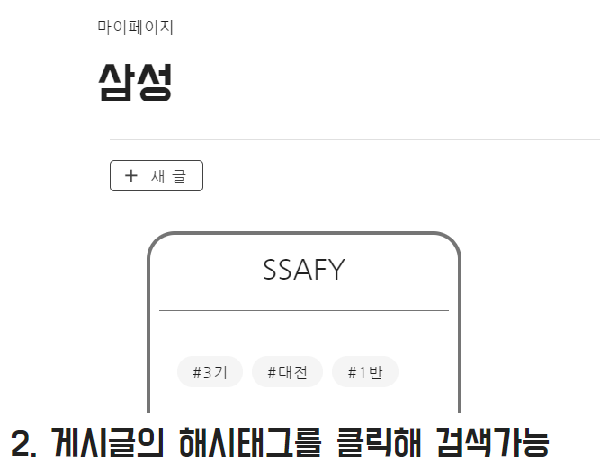 마이페이지
삼성
+ 새 글
SSAFY
#3기 #대전 #1반
2. 게시글의 해시태그를 클릭해 검색가능